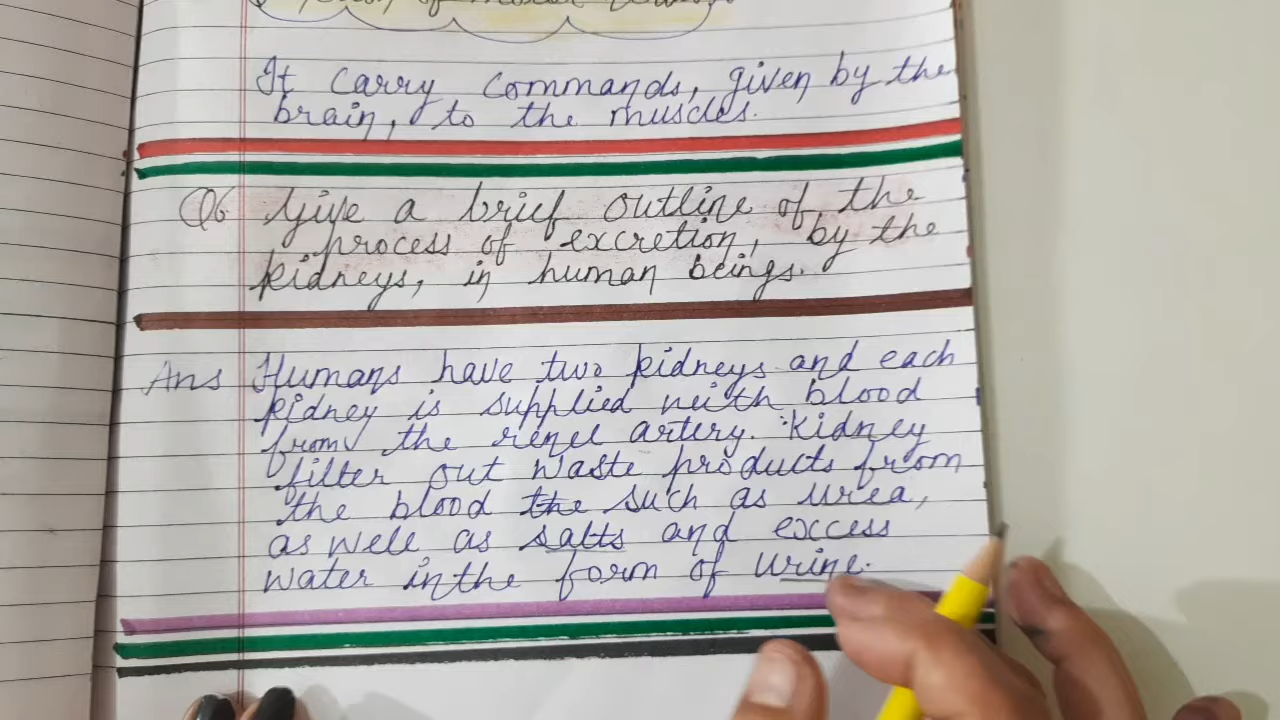 of
It carry commands, given by the
brain, to the muscles.
Q6 Give a brief outline of the
process of excretion, by the
kidneys, in human beings.
Ans Humans have two kidneys and each
kidney is supplied with blood
from the renel artery. Kidney
filter out waste products from
the blood the such as urea,
as well as salts and excess
water in the form of urine.